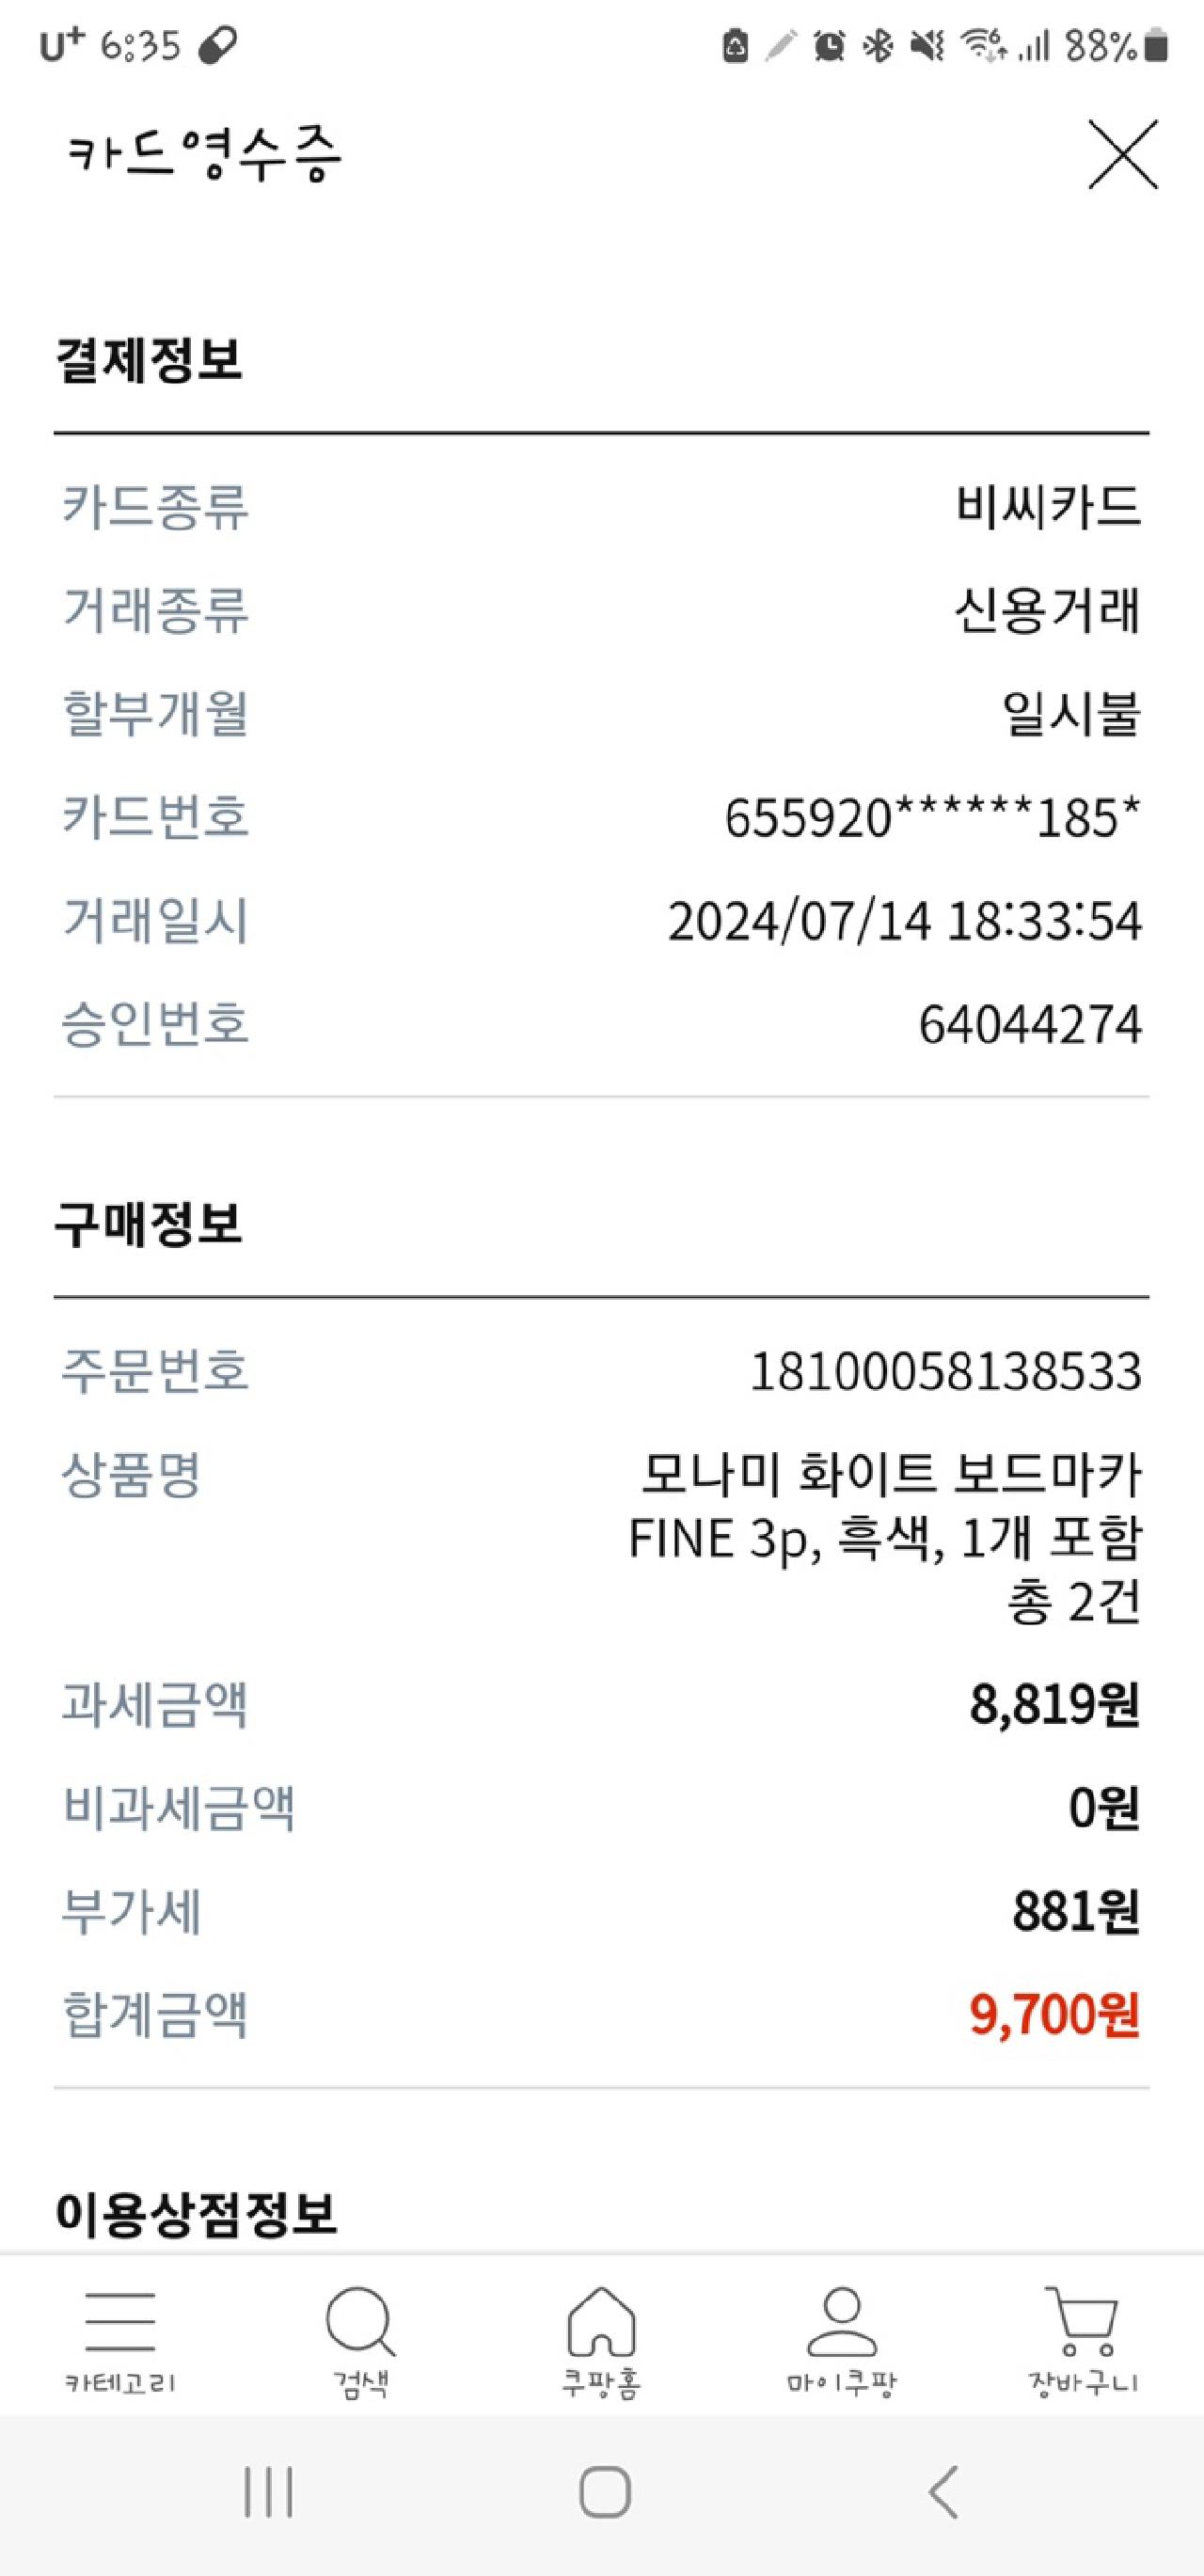 U+ 6:35 88%
카드영수증
결제정보
카드종류 비씨카드
거래종류 신용거래
할부개월 일시불
카드번호 655920******185*
거래일시 2024/07/14 18:33:54
승인번호 64044274
구매정보
주문번호 18100058138533
상품명 모나미 화이트 보드마카
FINE 3p, 흑색, 1개 포함
총 2건
과세금액 8,819원
비과세금액 0원
부가세 881원
합계금액 9,700원
이용상점정보
카테고리 검색 쿠팡홈 마이쿠팡 장바구니